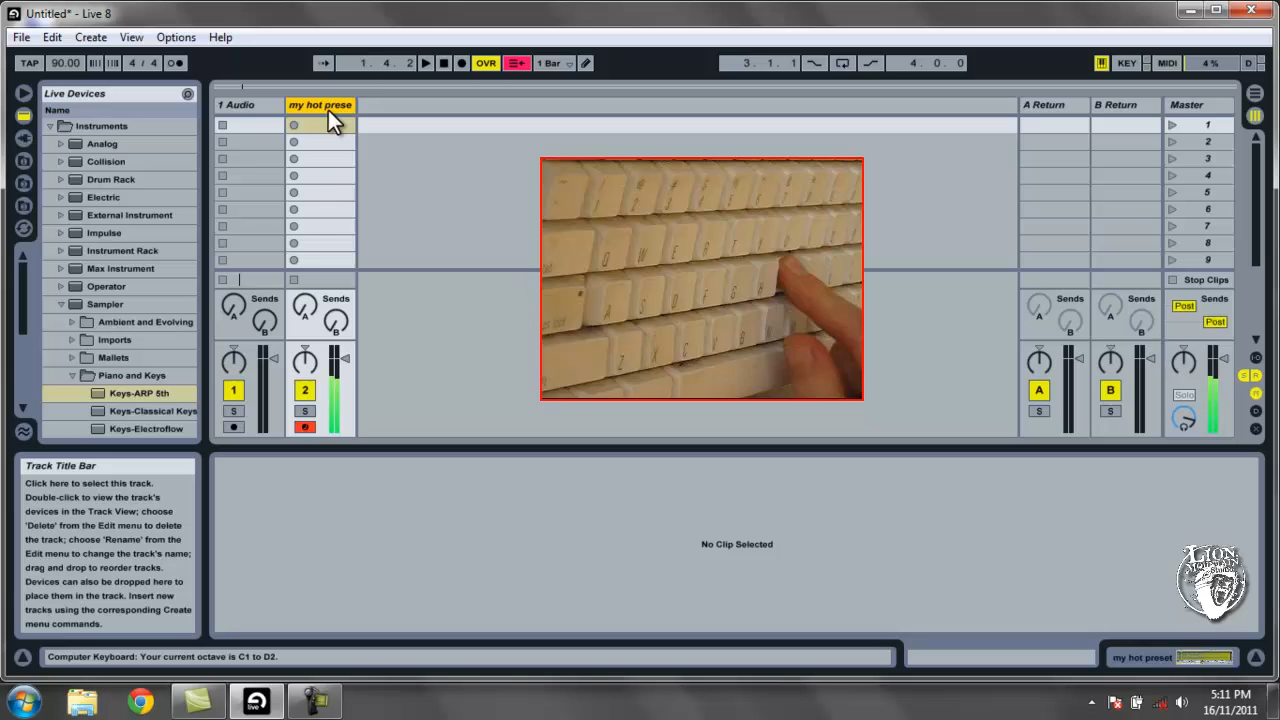 Untitled* - Live 8
File Edit Create View Options Help
TAP 90.00 4 / 4 1. 4. 2 OVR 1 Bar 3. 1. 1 4. 0. 0 KEY MIDI 4 % D
Live Devices
Name
Instruments
Analog
Collision
Drum Rack
Electric
External Instrument
Impulse
Instrument Rack
Max Instrument
Operator
Sampler
Ambient and Evolving
Imports
Mallets
Piano and Keys
Keys-ARP 5th
Keys-Classical Keys
Keys-Electroflow
1 Audio my hot prese A Return B Return Master
1
2
3
4
5
6
7
8
9
Stop Clips
Sends Sends Sends Sends Sends
A A A A Post
B B B B Post
1 2 A B Solo
S S S S
Track Title Bar
Click here to select this track.
Double-click to view the track's
devices in the Track View; choose
'Delete' from the Edit menu to delete
the track; choose 'Rename' from the
Edit menu to change the track's name;
drag and drop to reorder tracks.
Devices can also be dropped here to
place them in the track. Insert new
tracks using the corresponding Create
menu commands.
No Clip Selected
LION
MOUNTAIN
Computer Keyboard: Your current octave is C1 to D2.
my hot preset
live
5:11 PM
16/11/2011